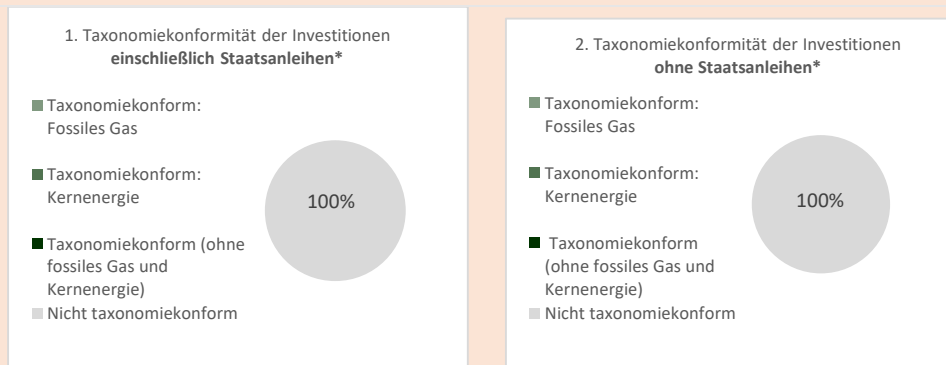 1. Taxonomiekonformität der Investitionen
einschließlich Staatsanleihen*
Taxonomiekonform:
Fossiles Gas
Taxonomiekonform:
Kernenergie
Taxonomiekonform (ohne
fossiles Gas und
Kernenergie)
Nicht taxonomiekonform
100%
2. Taxonomiekonformität der Investitionen
ohne Staatsanleihen*
Taxonomiekonform:
Fossiles Gas
Taxonomiekonform:
Kernenergie
Taxonomiekonform
(ohne fossiles Gas und
Kernenergie)
Nicht taxonomiekonform
100%